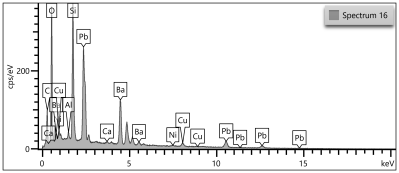 Spectrum 16
O
Si
Pb
C
Cu
B
Al
Ca
Ba
Cu
Ca
Ba
Ni
Cu
Pb
Pb
Pb
Pb
cps/eV
200
0
0
5
10
15
keV